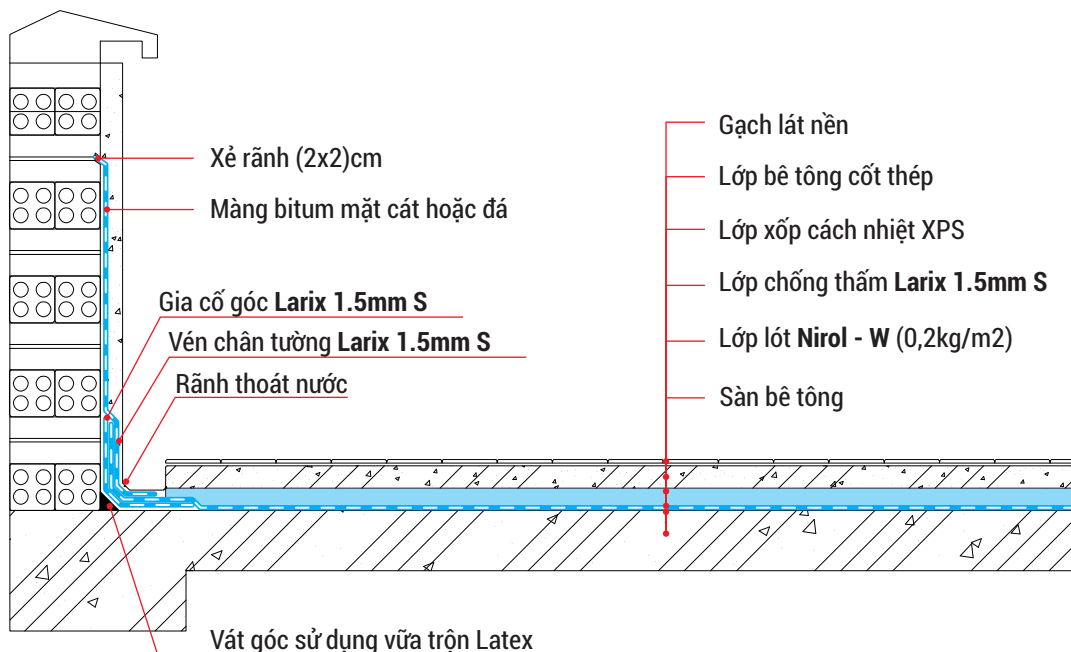 Xẻ rãnh (2x2)cm
Màng bitum mặt cát hoặc đá
Gia cố góc Larix 1.5mm S
Vén chân tường Larix 1.5mm S
Rãnh thoát nước
Gạch lát nền
Lớp bê tông cốt thép
Lớp xốp cách nhiệt XPS
Lớp chống thấm Larix 1.5mm S
Lớp lót Nirol - W (0,2kg/m2)
Sàn bê tông
Vát góc sử dụng vữa trộn Latex